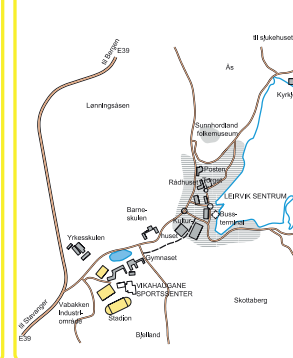 til sjukehuset
til Bergen
E39
Ås
Kyrkj
Lønningsåsen
Sunnhordland
folkemuseum
Posten
Rådhuset
LEIRVIK SENTRUM
Barne-
skulen
Kultur-
huset
Buss-
terminal
Yrkesskulen
Gymnaset
VIKAHAUGANE
SPORTSSENTER
Skottaberg
Vabakken
Industri-
område
Stadion
til Stavanger
Bjelland
E39